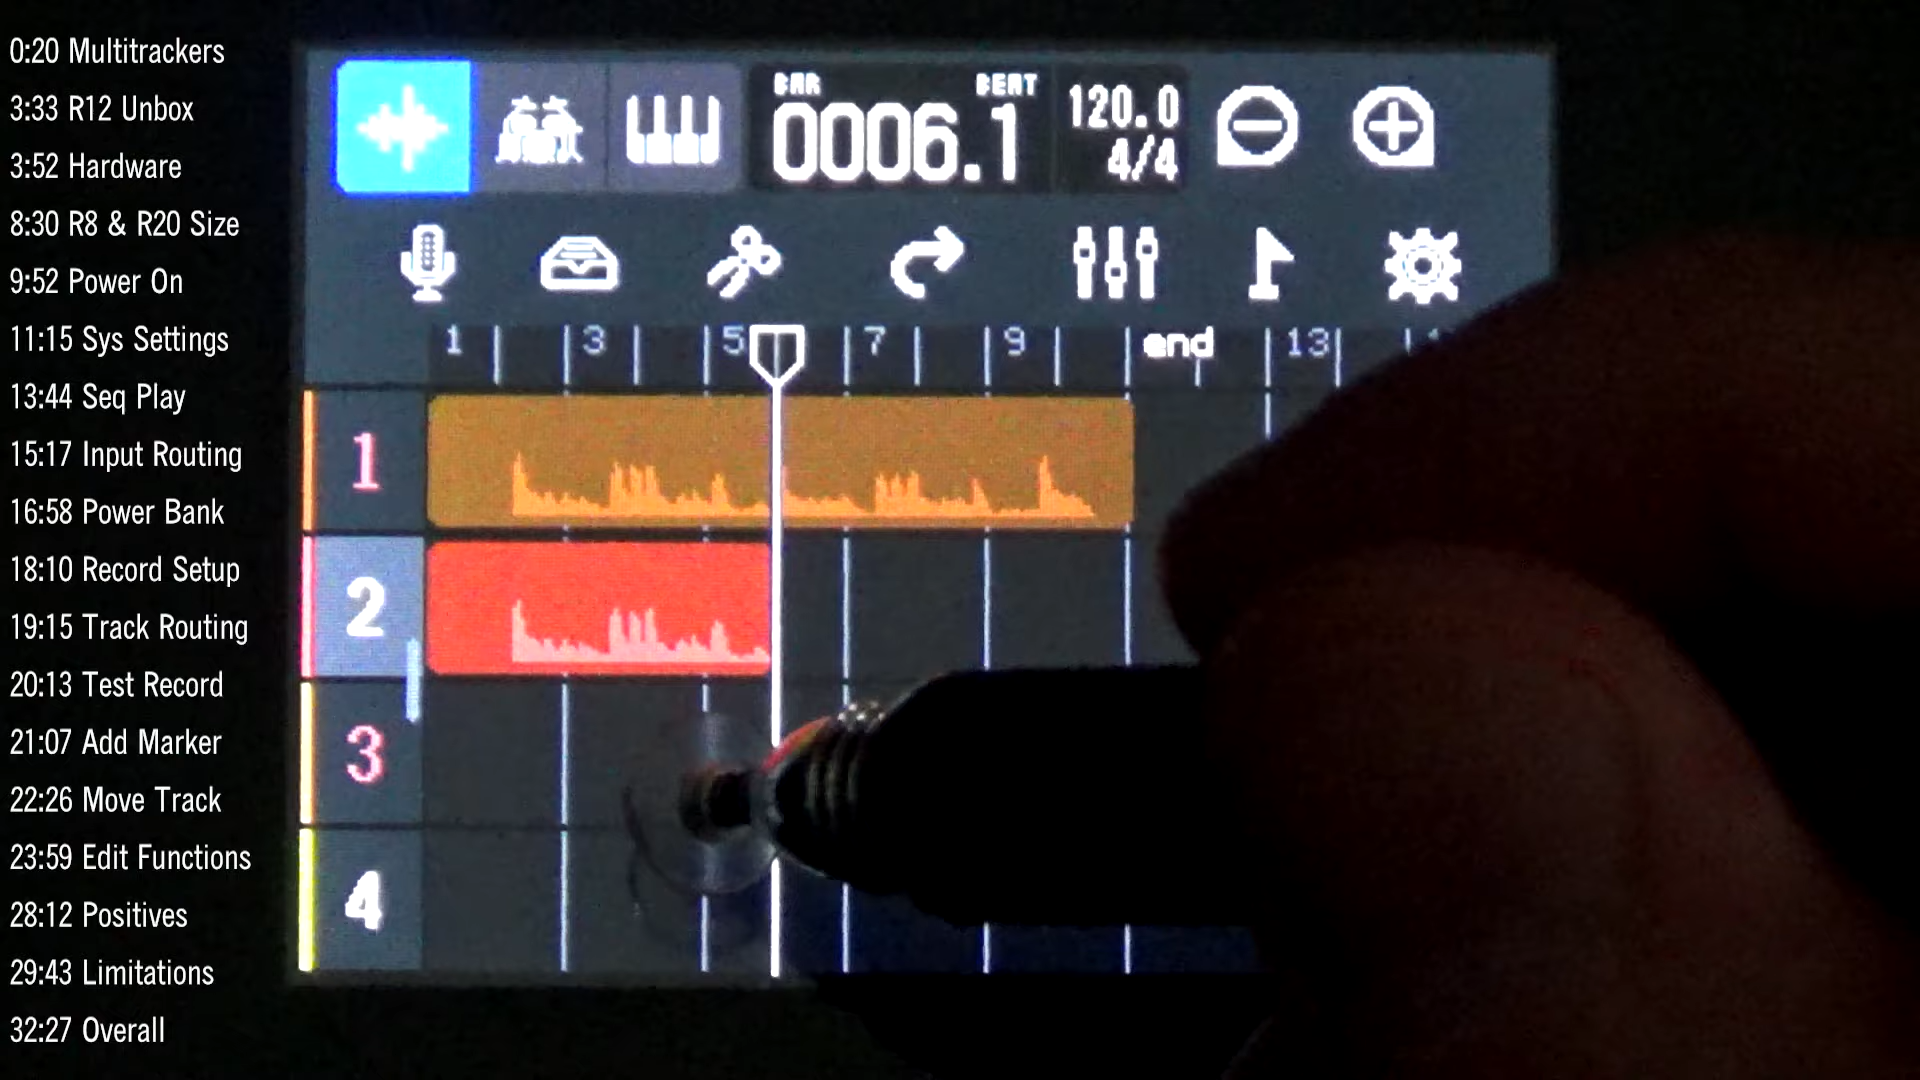 0:20 Multitrackers
3:33 R12 Unbox
3:52 Hardware
8:30 R8 & R20 Size
9:52 Power On
11:15 Sys Settings
13:44 Seq Play
15:17 Input Routing
16:58 Power Bank
18:10 Record Setup
19:15 Track Routing
20:13 Test Record
21:07 Add Marker
22:26 Move Track
23:59 Edit Functions
28:12 Positives
29:43 Limitations
32:27 Overall
BAR BEAT
0006.1
120.0
4/4
1 3 5 7 9 end 13
1
2
3
4